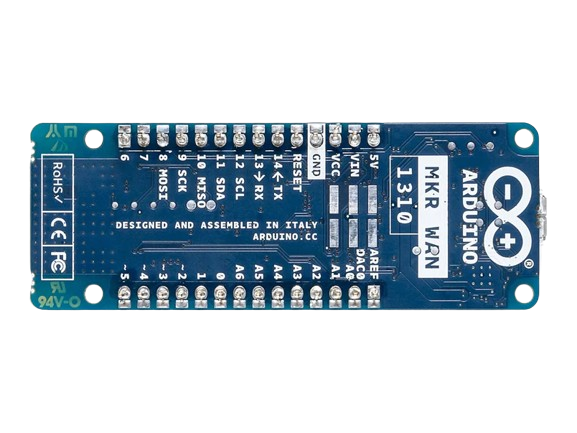 6
7
8 MOSI
9 SCK
10 MISO
11 SDA
12 SCL
13→RX
14←TX
RESET
GND
VCC
VIN
5V
DESIGNED AND ASSEMBLED IN ITALY
ARDUINO.CC
~5
~4
~3
~2
1
0
A6
A5
A4
A3
A2
A1
A0
DAC0
AREF
MKR WAN
1310
ARDUINO
®
RoHS✓
CE
FC
94V-0